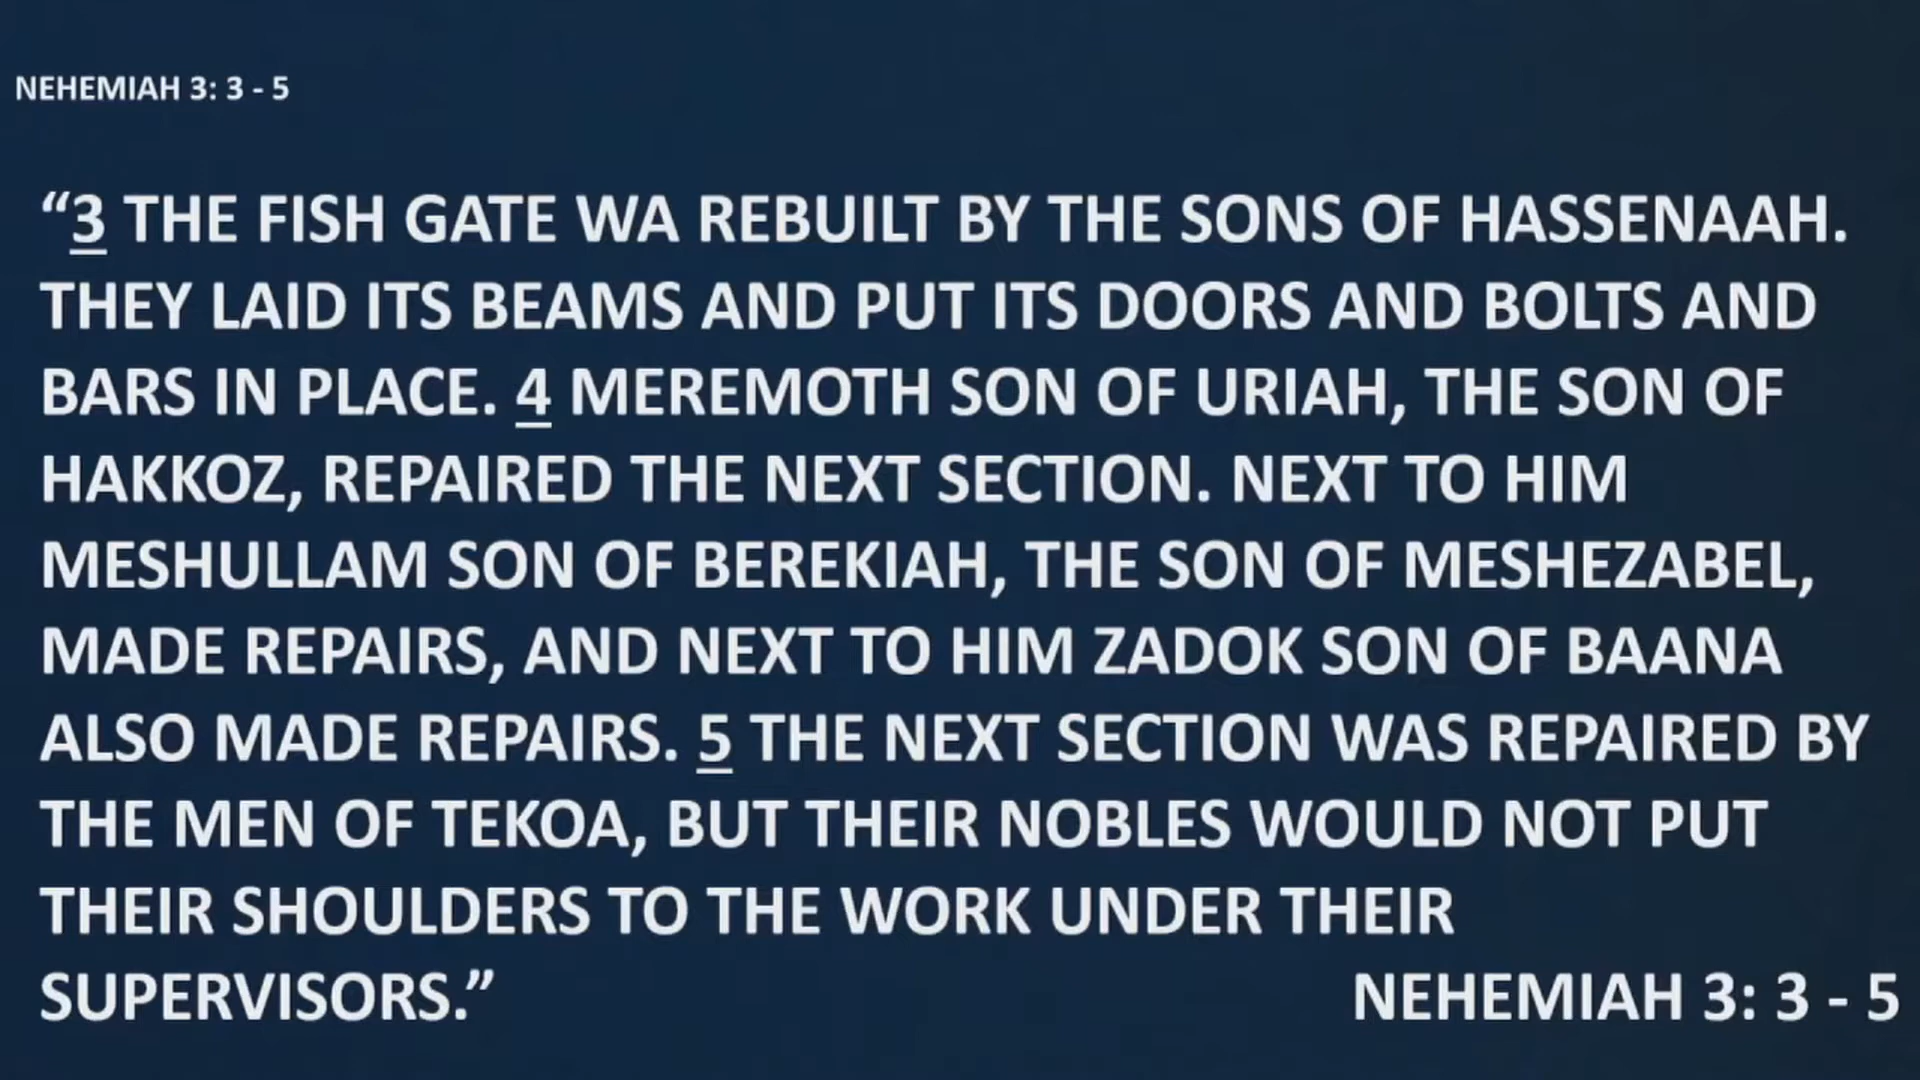 NEHEMIAH 3: 3 - 5
“3 THE FISH GATE WA REBUILT BY THE SONS OF HASSENAAH.
THEY LAID ITS BEAMS AND PUT ITS DOORS AND BOLTS AND
BARS IN PLACE. 4 MEREMOTH SON OF URIAH, THE SON OF
HAKKOZ, REPAIRED THE NEXT SECTION. NEXT TO HIM
MESHULLAM SON OF BEREKIAH, THE SON OF MESHEZABEL,
MADE REPAIRS, AND NEXT TO HIM ZADOK SON OF BAANA
ALSO MADE REPAIRS. 5 THE NEXT SECTION WAS REPAIRED BY
THE MEN OF TEKOA, BUT THEIR NOBLES WOULD NOT PUT
THEIR SHOULDERS TO THE WORK UNDER THEIR
SUPERVISORS.” NEHEMIAH 3: 3 - 5